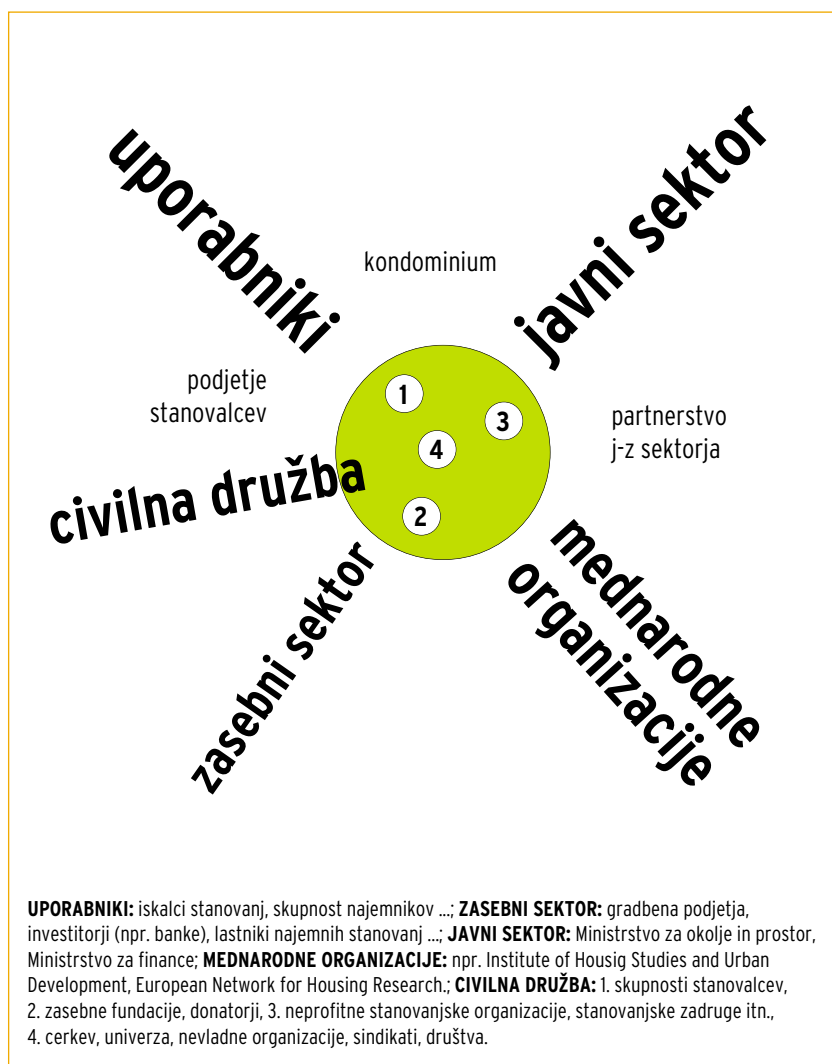 uporabniki
javni sektor
kondominium
podjetje
stanovalcev
1
3
partnerstvo
j-z sektorja
4
civilna družba
2
zasebni sektor
mednarodne
organizacije
UPORABNIKI: iskalci stanovanj, skupnost najemnikov ...; ZASEBNI SEKTOR: gradbena podjetja,
investitorji (npr. banke), lastniki najemnih stanovanj ...; JAVNI SEKTOR: Ministrstvo za okolje in prostor,
Ministrstvo za finance; MEDNARODNE ORGANIZACIJE: npr. Institute of Housig Studies and Urban
Development, European Network for Housing Research.; CIVILNA DRUŽBA: 1. skupnosti stanovalcev,
2. zasebne fundacije, donatorji, 3. neprofitne stanovanjske organizacije, stanovanjske zadruge itn.,
4. cerkev, univerza, nevladne organizacije, sindikati, društva.